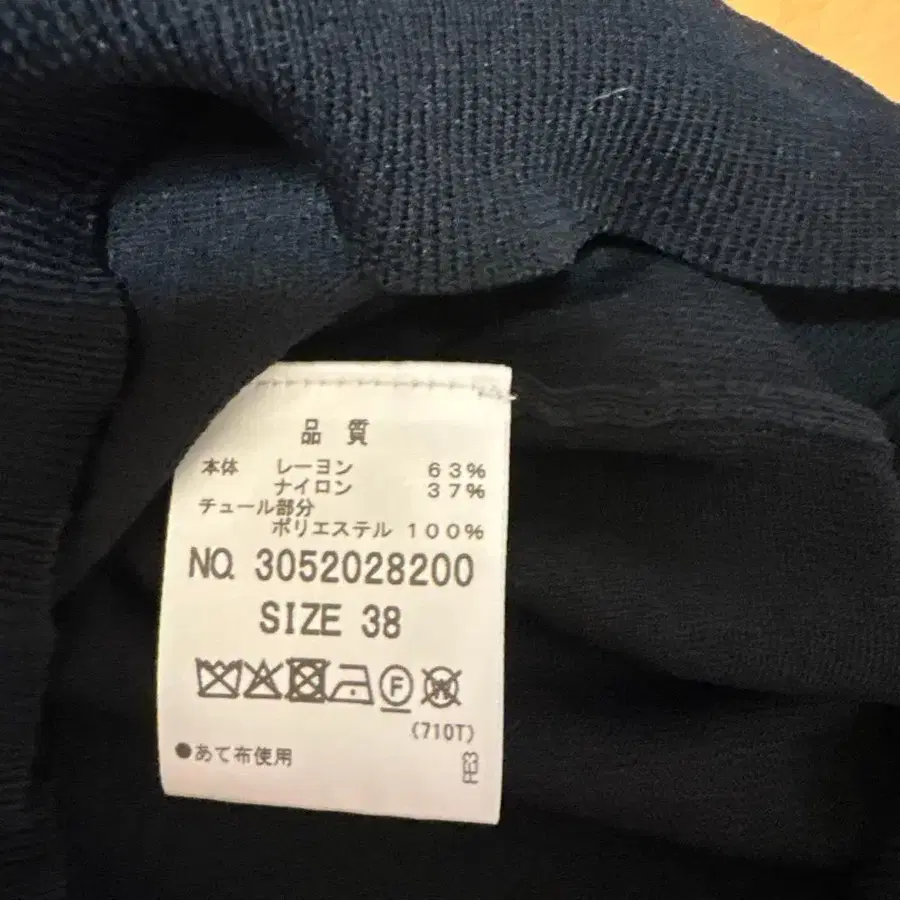 品 質
本体 レーヨン 63%
ナイロン 37%
チュール部分
ポリエステル 100%
NO. 3052028200
SIZE 38
F W
(710T)
●あて布使用